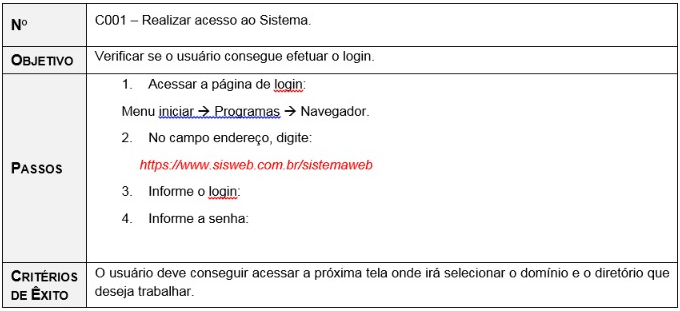 Nº
C001 – Realizar acesso ao Sistema.
OBJETIVO
Verificar se o usuário consegue efetuar o login.
PASSOS
1. Acessar a página de login:
Menu iniciar → Programas → Navegador.
2. No campo endereço, digite:
https://www.sisweb.com.br/sistemaweb
3. Informe o login:
4. Informe a senha:
CRITÉRIOS
DE ÊXITO
O usuário deve conseguir acessar a próxima tela onde irá selecionar o domínio e o diretório que
deseja trabalhar.